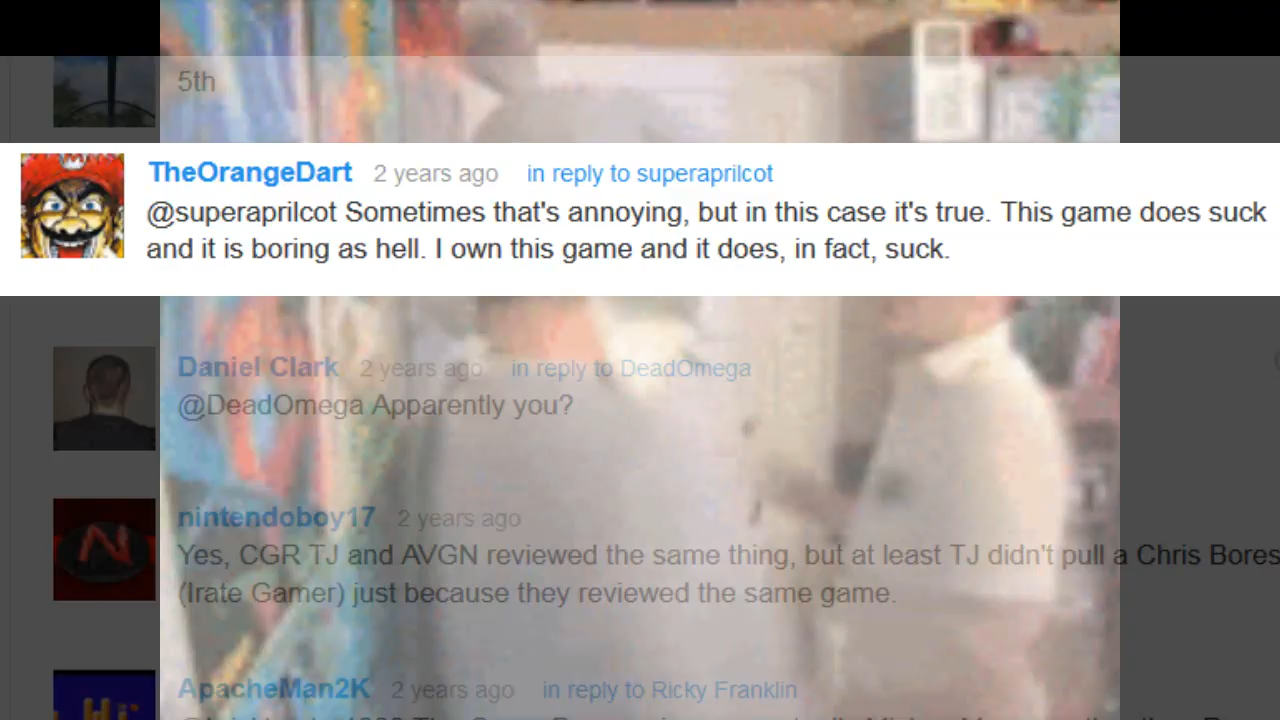 5th
TheOrangeDart 2 years ago in reply to superaprilcot
@superaprilcot Sometimes that's annoying, but in this case it's true. This game does suck
and it is boring as hell. I own this game and it does, in fact, suck.
Daniel Clark 2 years ago in reply to DeadOmega
@DeadOmega Apparently you?
nintendoboy17 2 years ago
Yes, CGR TJ and AVGN reviewed the same thing, but at least TJ didn't pull a Chris Bores
(Irate Gamer) just because they reviewed the same game.
ApacheMan2K 2 years ago in reply to Ricky Franklin